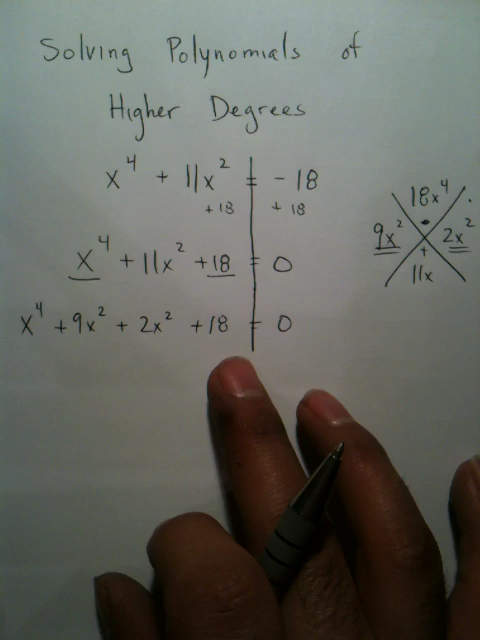 Solving Polynomials of
Higher Degrees
x⁴ + 11x² = -18
+18 +18
x⁴ + 11x² + 18 = 0
x⁴ + 9x² + 2x² + 18 = 0
18x⁴
9x² • 2x²
+
11x